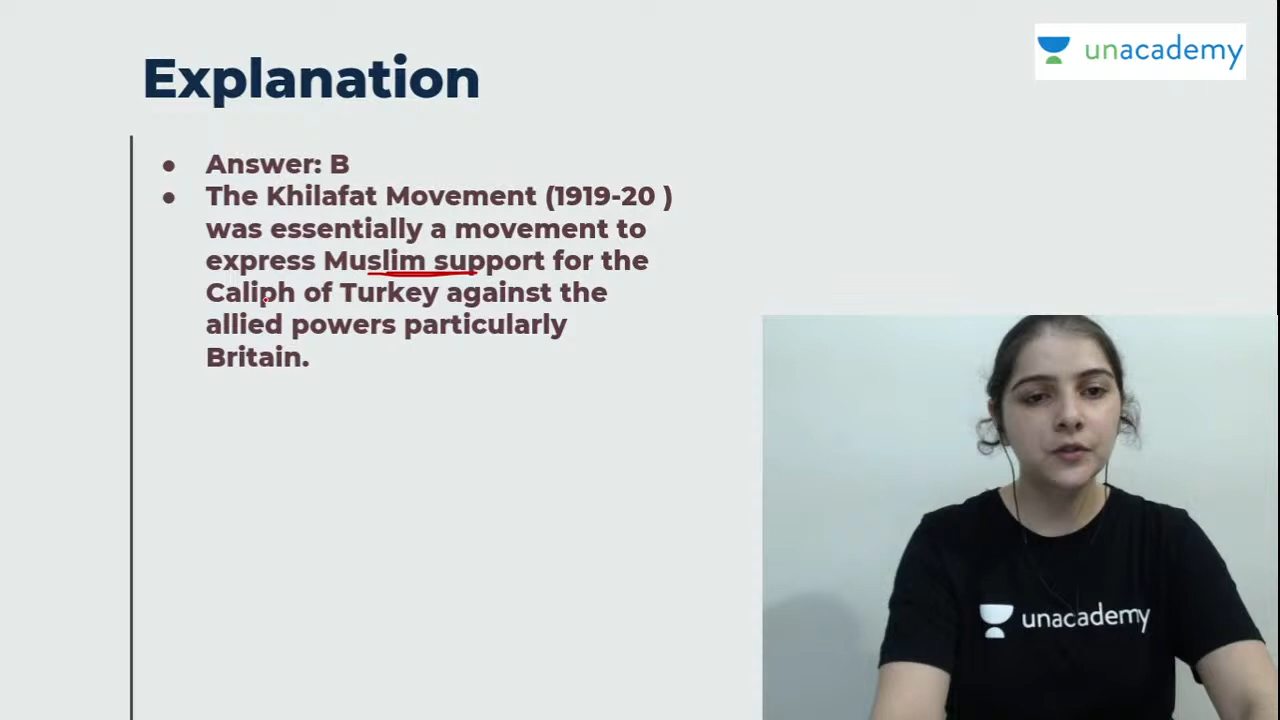 unacademy
Explanation
● Answer: B
● The Khilafat Movement (1919-20 )
was essentially a movement to
express Muslim support for the
Caliph of Turkey against the
allied powers particularly
Britain.
unacademy